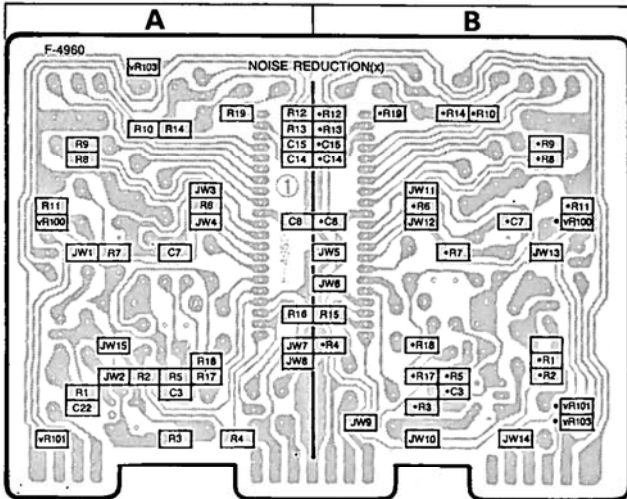 A B
F-4960
vR103 NOISE REDUCTION(x)
R19 R12 •R12 •R19 •R14 •R10
R10 R14 R13 •R13
R9 C15 •C15 •R9
R8 C14 •C14 •R8
1
JW3 JW11
R11 R6 •R6 •R11
vR100 JW4 C8 •C8 JW12 •C7 •vR100
JW1 R7 C7 JW5 •R7 JW13
JW6
R16 R15
JW15 JW7 •R4 •R18
R18 JW8 •R1
JW2 R2 R5 R17 •R17 •R5 •R2
R1 C3 •C3
C22 •R3 •vR101
JW9 •vR103
vR101 R3 R4 JW10 JW14